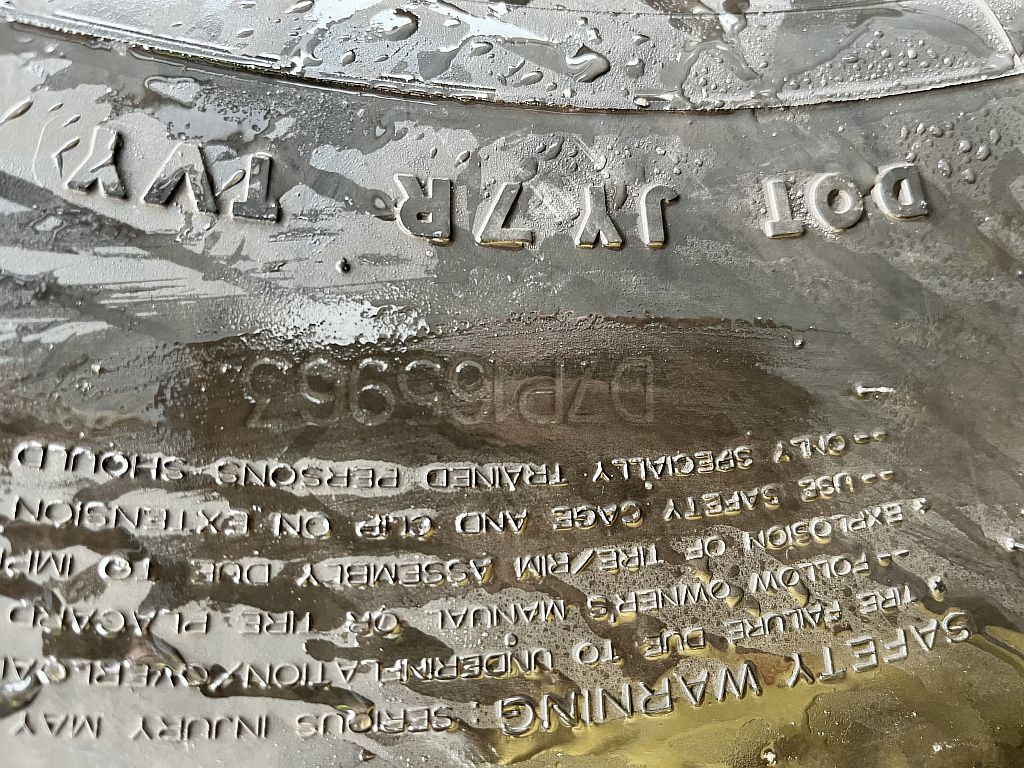 SAFETY WARNING: SERIOUS INJURY MAY
* TIRE FAILURE DUE TO UNDERINFLATION/OVERLOA
-- FOLLOW OWNER'S MANUAL OR TIRE PLACARD
* EXPLOSION OF TIRE/RIM ASSEMBLY DUE TO IMPR
-- USE SAFETY CAGE AND CLIP ON EXTENSION
-- ONLY SPECIALLY TRAINED PERSONS SHOULD
D7P165963
DOT JY7R TVY